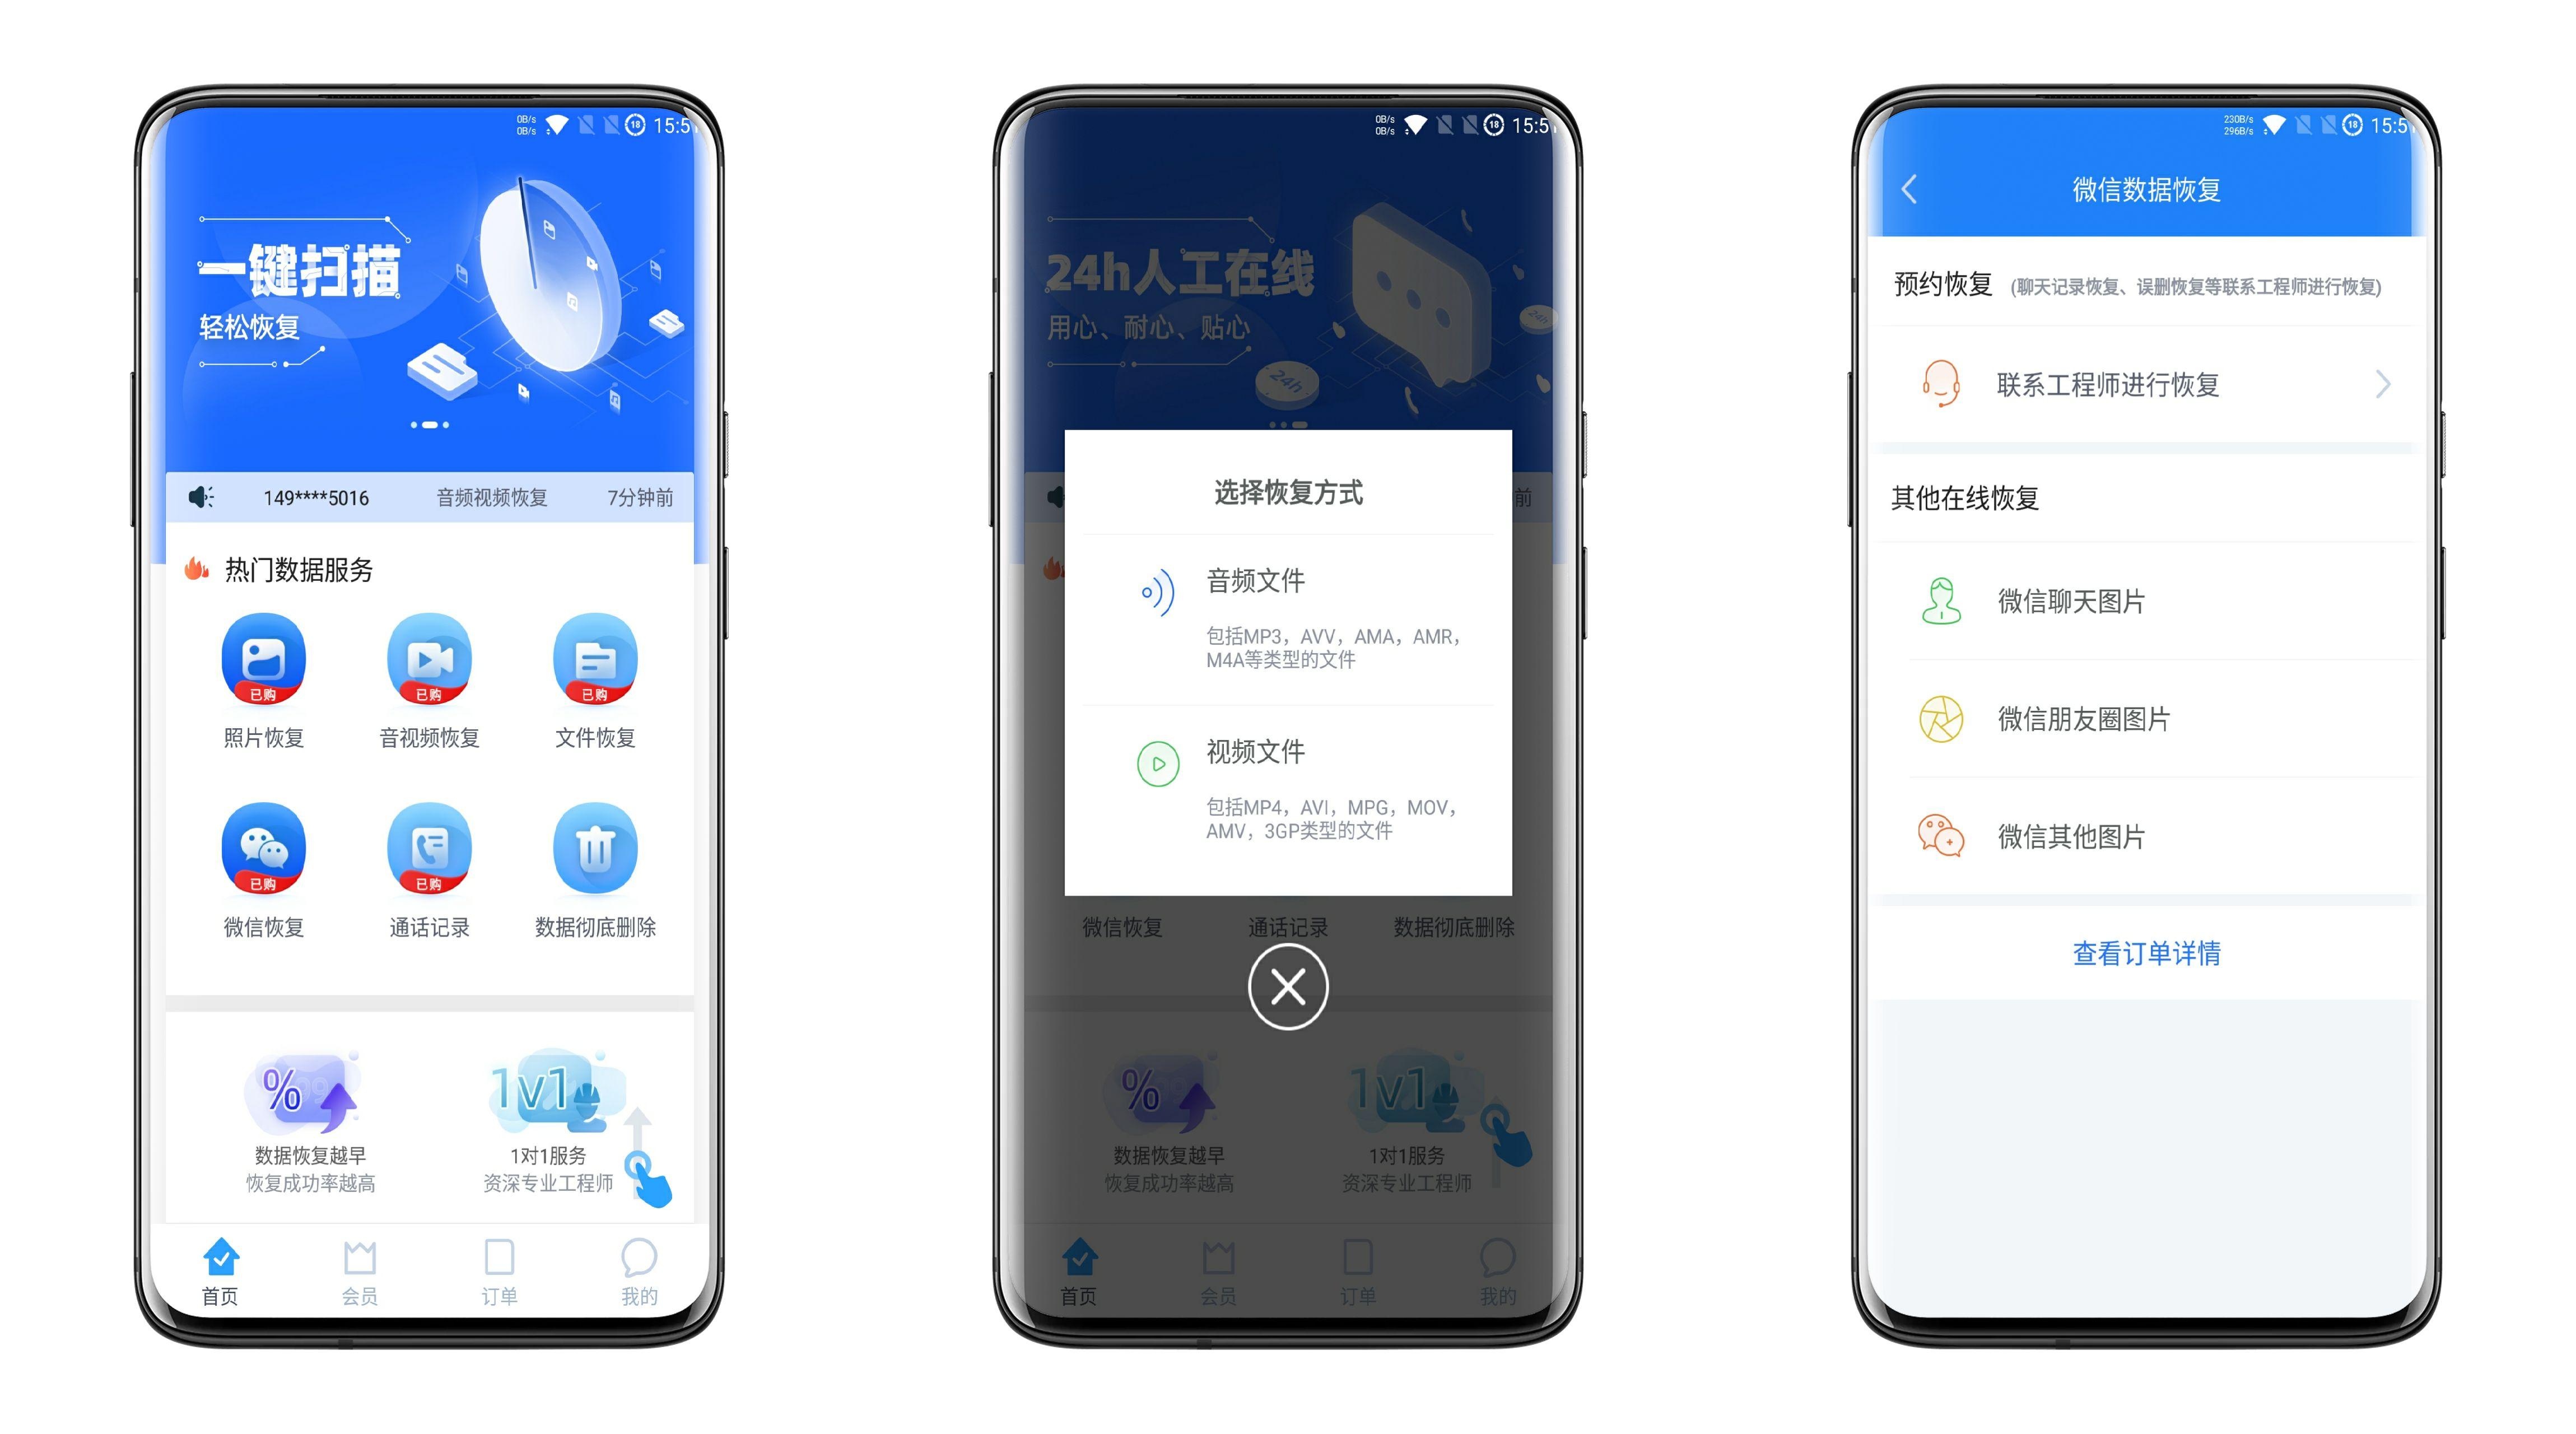 0B/s
0B/s
18
15:5
一键扫描
轻松恢复
149****5016 音频视频恢复 7分钟前
热门数据服务
已购 已购 已购
照片恢复 音视频恢复 文件恢复
已购 已购
微信恢复 通话记录 数据彻底删除
% 1v1
数据恢复越早 1对1服务
恢复成功率越高 资深专业工程师
首页 会员 订单 我的
0B/s
0B/s
18
15:5
24h人工在线
用心、耐心、贴心
24h
24h
前
选择恢复方式
音频文件
包括MP3，AVV，AMA，AMR，
M4A等类型的文件
视频文件
包括MP4，AVI，MPG，MOV，
AMV，3GP类型的文件
微信恢复 通话记录 数据彻底删除
% 1v1
数据恢复越早 1对1服务
恢复成功率越高 资深专业工程师
首页 会员 订单 我的
230B/s
296B/s
18
15:5
微信数据恢复
预约恢复 (聊天记录恢复、误删恢复等联系工程师进行恢复)
联系工程师进行恢复
其他在线恢复
微信聊天图片
微信朋友圈图片
微信其他图片
查看订单详情